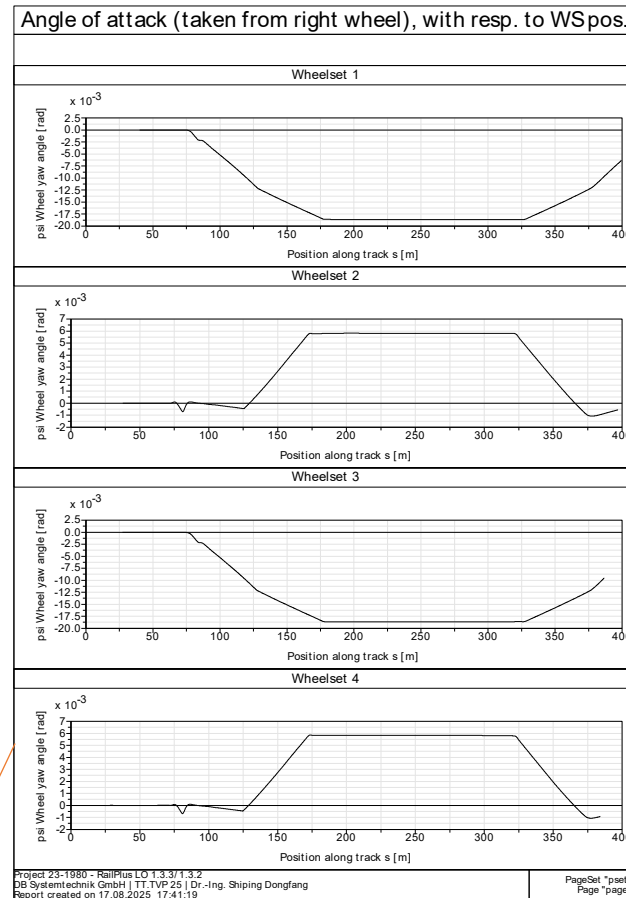 Angle of attack (taken from right wheel), with resp. to WSpos.
Wheelset 1
x 10-3
psi Wheel yaw angle [rad]
2.5
0.0
-2.5
-5.0
-7.5
-10.0
-12.5
-15.0
-17.5
-20.0
0 50 100 150 200 250 300 350 400
Position along track s [m]
Wheelset 2
x 10-3
psi Wheel yaw angle [rad]
7
6
5
4
3
2
1
0
-1
-2
0 50 100 150 200 250 300 350 400
Position along track s [m]
Wheelset 3
x 10-3
psi Wheel yaw angle [rad]
2.5
0.0
-2.5
-5.0
-7.5
-10.0
-12.5
-15.0
-17.5
-20.0
0 50 100 150 200 250 300 350 400
Position along track s [m]
Wheelset 4
x 10-3
psi Wheel yaw angle [rad]
7
6
5
4
3
2
1
0
-1
-2
0 50 100 150 200 250 300 350 400
Position along track s [m]
Project 23-1980 - RailPlus LO 1.3.3/1.3.2
DB Systemtechnik GmbH | TT.TVP 25 | Dr.-Ing. Shiping Dongfang
Report created on 17.08.2025 17:41:19
PageSet "pset
Page "page